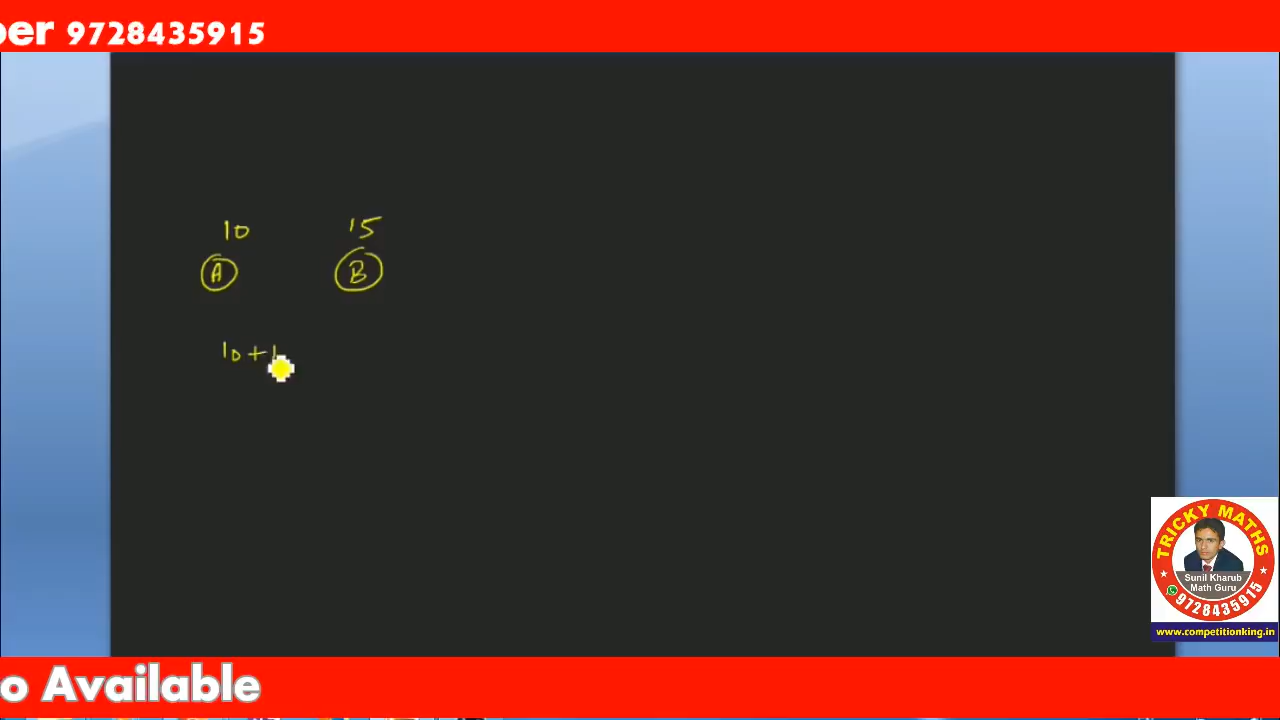 er 9728435915
10 15
A B
10+1
TRICKY MATHS
Sunil Kharub
Math Guru
9728435915
www.competitionking.in
o Available